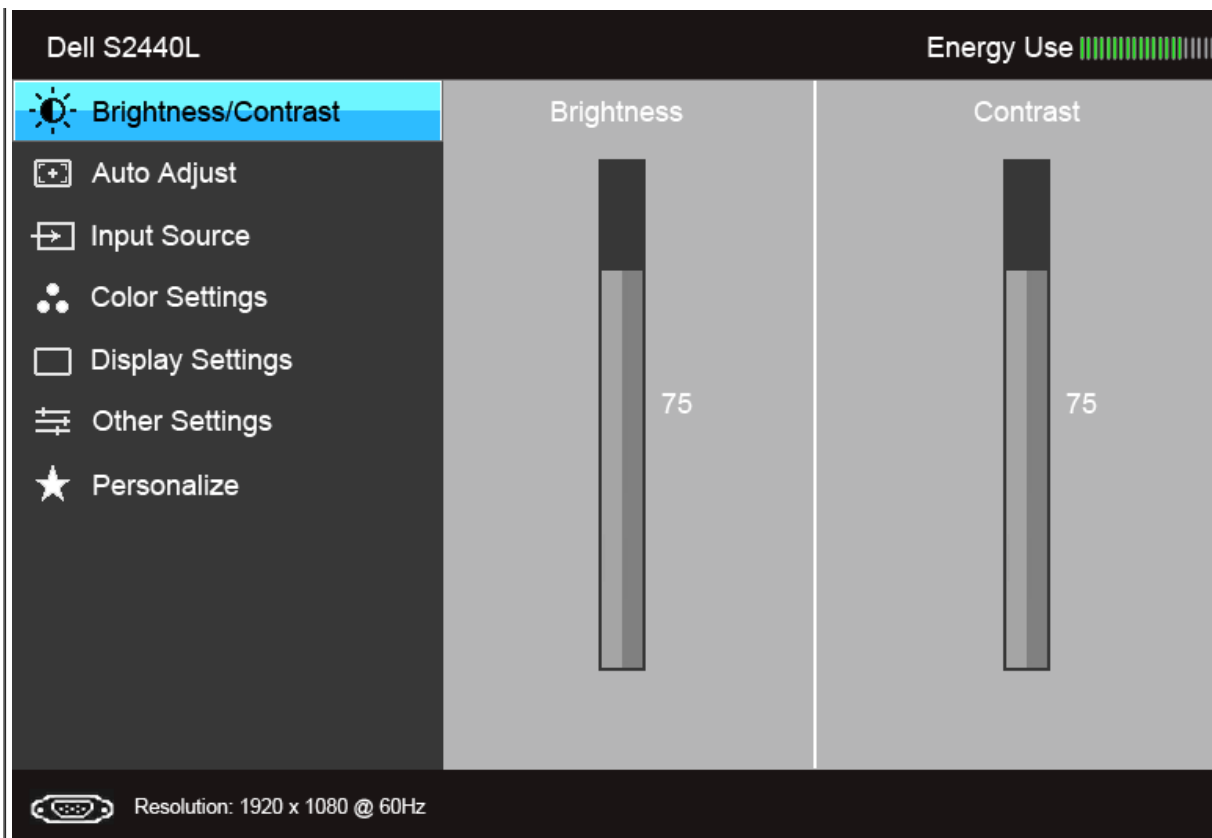 Dell S2440L
Energy Use
Brightness/Contrast
Auto Adjust
Input Source
Color Settings
Display Settings
Other Settings
Personalize
Brightness
75
Contrast
75
Resolution: 1920 x 1080 @ 60Hz